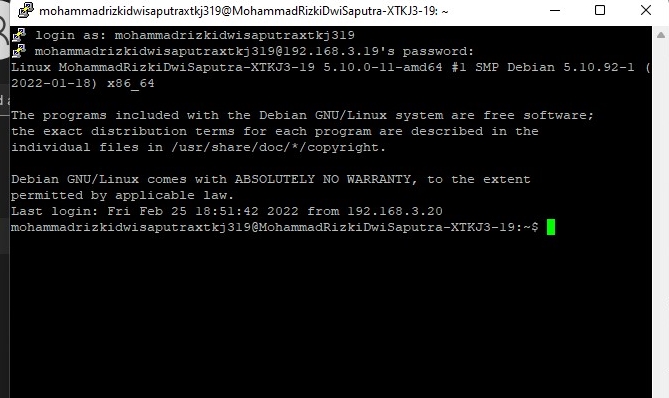 mohammadrizkidwisaputraxtkj319@MohammadRizkiDwiSaputra-XTKJ3-19: ~
login as: mohammadrizkidwisaputraxtkj319
mohammadrizkidwisaputraxtkj319@192.168.3.19's password:
Linux MohammadRizkiDwiSaputra-XTKJ3-19 5.10.0-11-amd64 #1 SMP Debian 5.10.92-1 (
2022-01-18) x86_64
The programs included with the Debian GNU/Linux system are free software;
the exact distribution terms for each program are described in the
individual files in /usr/share/doc/*/copyright.
Debian GNU/Linux comes with ABSOLUTELY NO WARRANTY, to the extent
permitted by applicable law.
Last login: Fri Feb 25 18:51:42 2022 from 192.168.3.20
mohammadrizkidwisaputraxtkj319@MohammadRizkiDwiSaputra-XTKJ3-19:~$